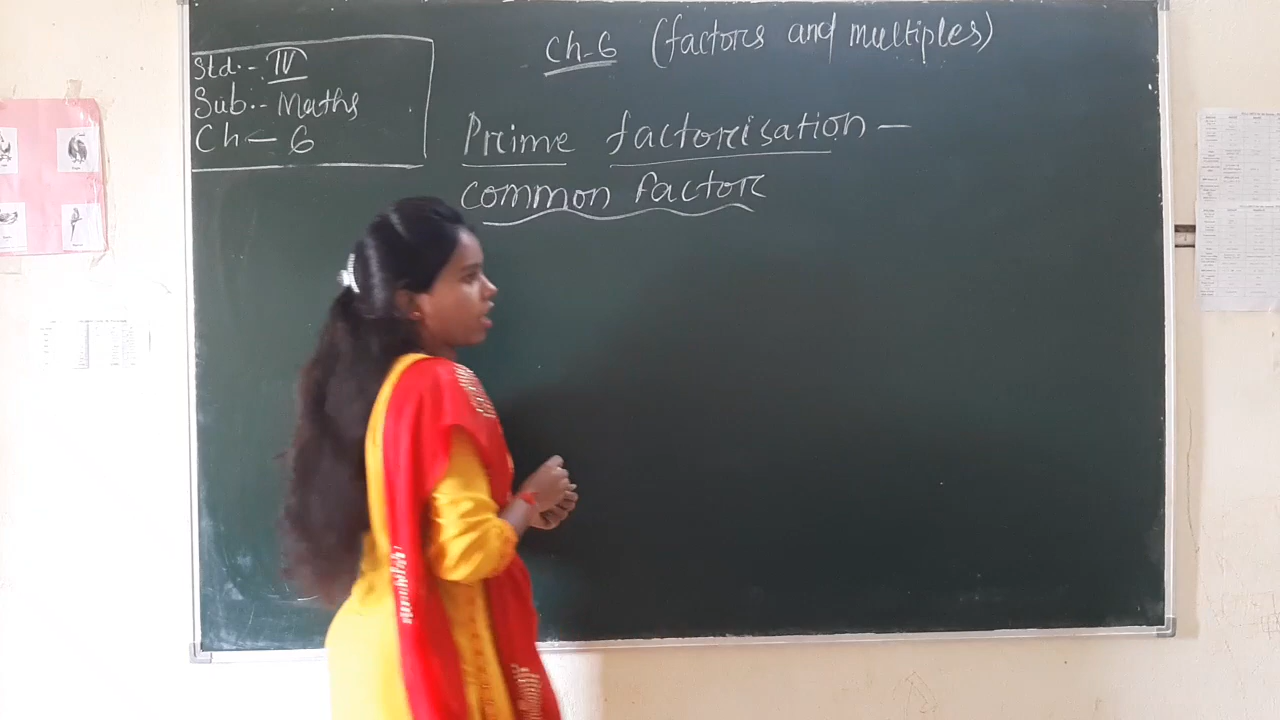 Std.- IV
Sub.- Maths
Ch - 6
Ch-6 (factors and multiples)
Prime factorisation -
common factor